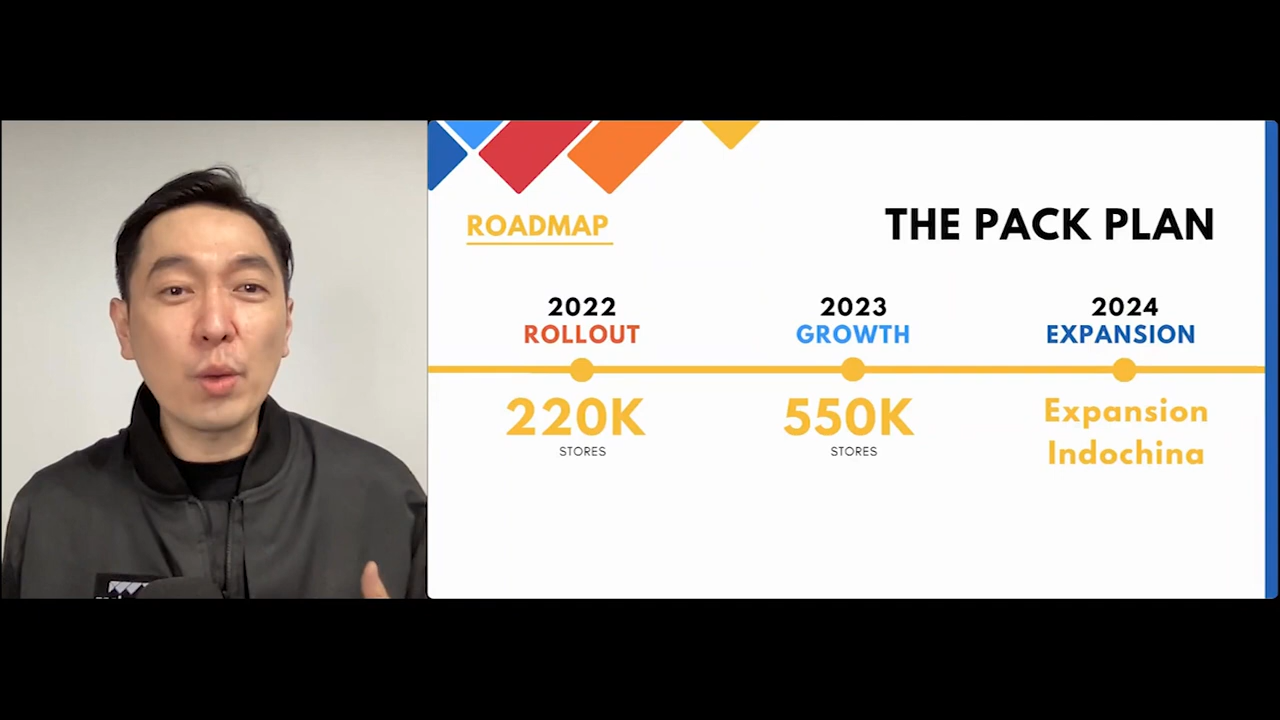 ROADMAP
THE PACK PLAN
2022
ROLLOUT
220K
STORES
2023
GROWTH
550K
STORES
2024
EXPANSION
Expansion
Indochina